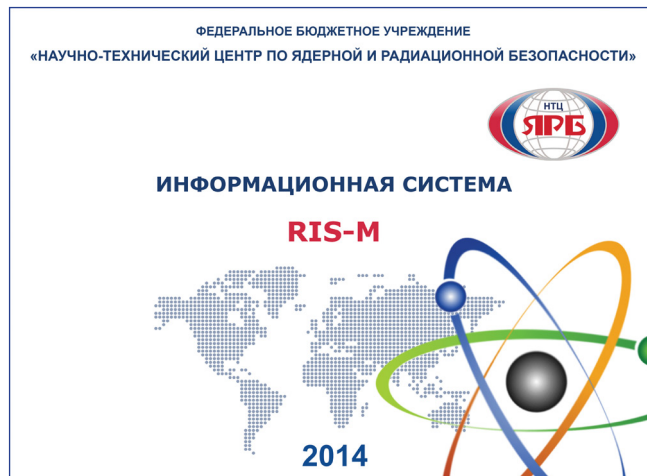 ФЕДЕРАЛЬНОЕ БЮДЖЕТНОЕ УЧРЕЖДЕНИЕ
«НАУЧНО-ТЕХНИЧЕСКИЙ ЦЕНТР ПО ЯДЕРНОЙ И РАДИАЦИОННОЙ БЕЗОПАСНОСТИ»
НТЦ
ЯРБ
ИНФОРМАЦИОННАЯ СИСТЕМА
RIS-M
2014